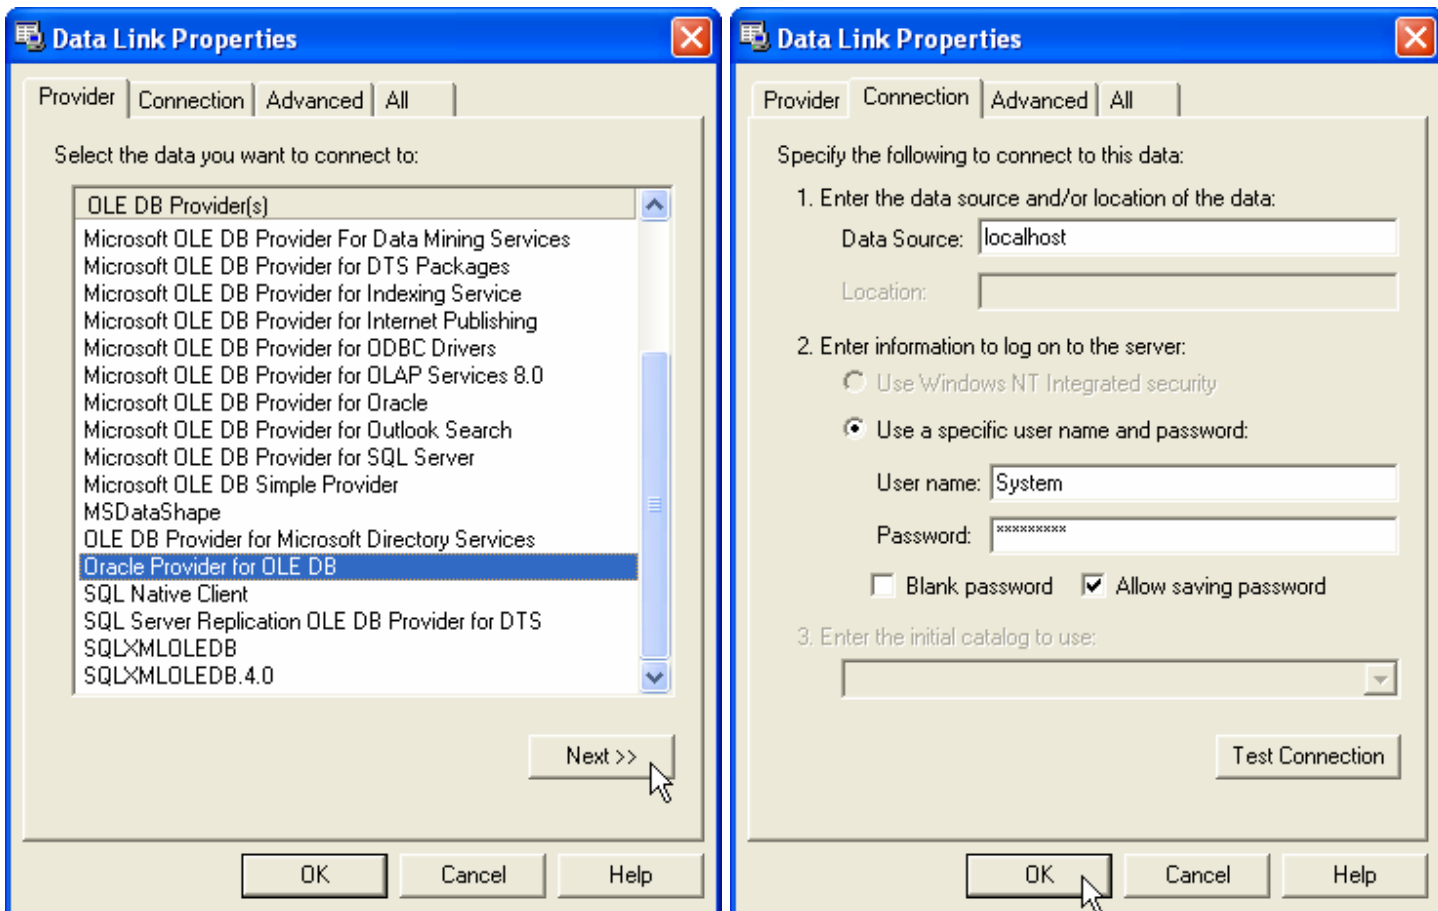 Data Link Properties
Provider Connection Advanced All
Select the data you want to connect to:
OLE DB Provider(s)
Microsoft OLE DB Provider For Data Mining Services
Microsoft OLE DB Provider for DTS Packages
Microsoft OLE DB Provider for Indexing Service
Microsoft OLE DB Provider for Internet Publishing
Microsoft OLE DB Provider for ODBC Drivers
Microsoft OLE DB Provider for OLAP Services 8.0
Microsoft OLE DB Provider for Oracle
Microsoft OLE DB Provider for Outlook Search
Microsoft OLE DB Provider for SQL Server
Microsoft OLE DB Simple Provider
MSDataShape
OLE DB Provider for Microsoft Directory Services
Oracle Provider for OLE DB
SQL Native Client
SQL Server Replication OLE DB Provider for DTS
SQLXMLOLEDB
SQLXMLOLEDB.4.0
Next >>
OK Cancel Help
Data Link Properties
Provider Connection Advanced All
Specify the following to connect to this data:
1. Enter the data source and/or location of the data:
Data Source: localhost
Location:
2. Enter information to log on to the server:
Use Windows NT Integrated security
Use a specific user name and password:
User name: System
Password: *********
Blank password Allow saving password
3. Enter the initial catalog to use:
Test Connection
OK Cancel Help